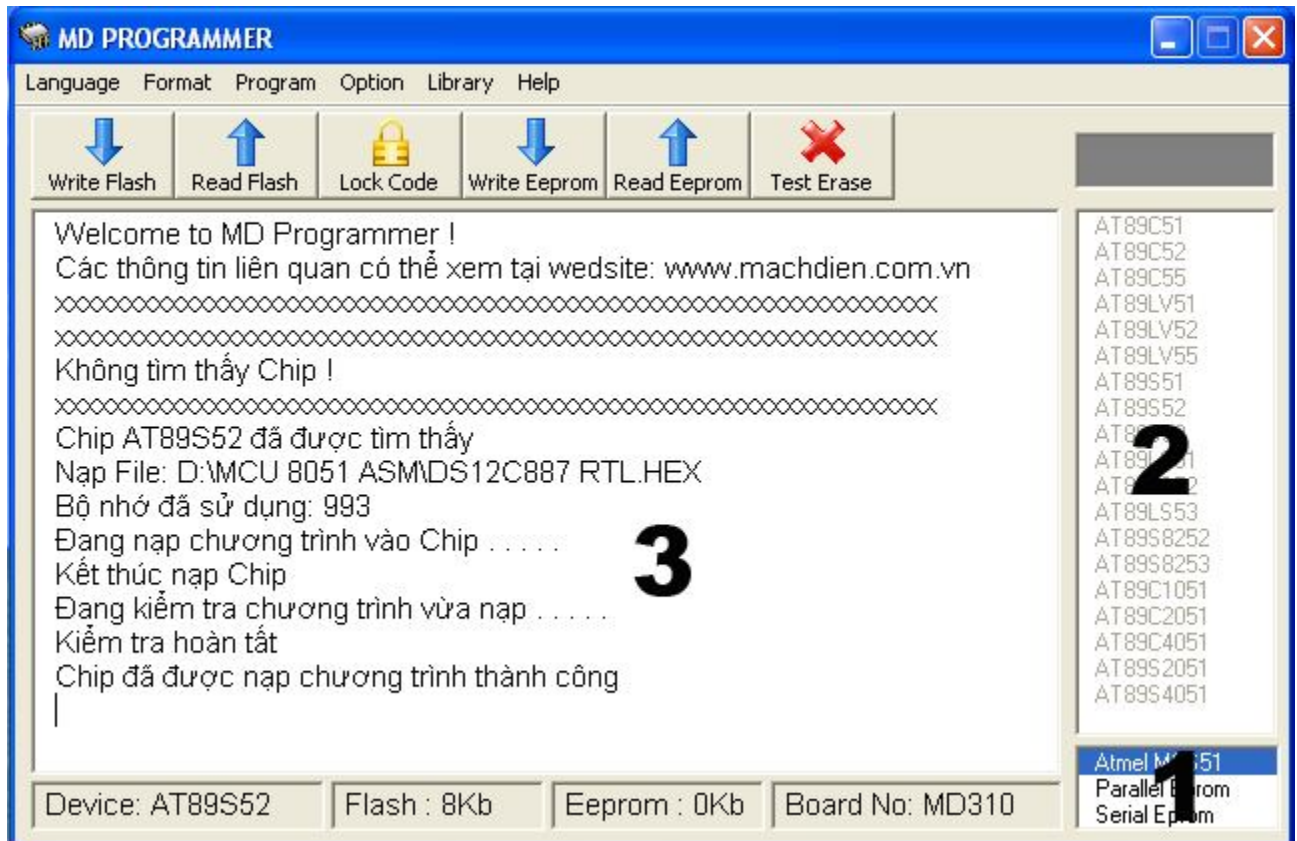 MD PROGRAMMER
Language Format Program Option Library Help
Write Flash Read Flash Lock Code Write Eeprom Read Eeprom Test Erase
Welcome to MD Programmer !
Các thông tin liên quan có thể xem tại wedsite: www.machdien.com.vn
xxxxxxxxxxxxxxxxxxxxxxxxxxxxxxxxxxxxxxxxxxxxxxxxxxxxxxxxxxxxxxxxxxxxxx
xxxxxxxxxxxxxxxxxxxxxxxxxxxxxxxxxxxxxxxxxxxxxxxxxxxxxxxxxxxxxxxxxxxxxx
Không tìm thấy Chip !
xxxxxxxxxxxxxxxxxxxxxxxxxxxxxxxxxxxxxxxxxxxxxxxxxxxxxxxxxxxxxxxxxxxxxx
Chip AT89S52 đã được tìm thấy
Nạp File: D:\MCU 8051 ASM\DS12C887 RTL.HEX
Bộ nhớ đã sử dụng: 993
Đang nạp chương trình vào Chip . . . . .
Kết thúc nạp Chip
Đang kiểm tra chương trình vừa nạp . . . . .
Kiểm tra hoàn tất
Chip đã được nạp chương trình thành công
3
AT89C51
AT89C52
AT89C55
AT89LV51
AT89LV52
AT89LV55
AT89S51
AT89S52
2
AT89LS53
AT89S8252
AT89S8253
AT89C1051
AT89C2051
AT89C4051
AT89S2051
AT89S4051
Atmel
Parallel
Serial
1
Device: AT89S52 Flash : 8Kb Eeprom : 0Kb Board No: MD310